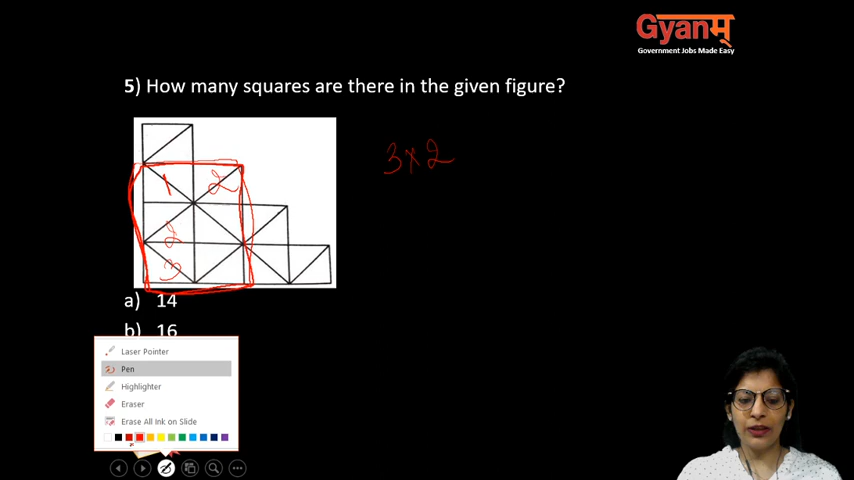 Gyanम्
Government Jobs Made Easy
5) How many squares are there in the given figure?
3x2
1 2
2
3
a) 14
b) 16
Laser Pointer
Pen
Highlighter
Eraser
Erase All Ink on Slide